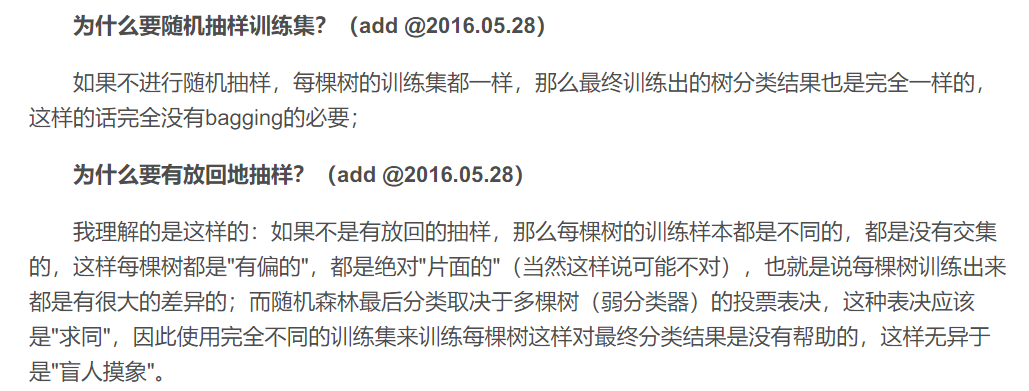 为什么要随机抽样训练集？（add @2016.05.28）
如果不进行随机抽样，每棵树的训练集都一样，那么最终训练出的树分类结果也是完全一样的，
这样的话完全没有bagging的必要；
为什么要有放回地抽样？（add @2016.05.28）
我理解的是这样的：如果不是有放回的抽样，那么每棵树的训练样本都是不同的，都是没有交集
的，这样每棵树都是"有偏的"，都是绝对"片面的"（当然这样说可能不对），也就是说每棵树训练出来
都是有很大的差异的；而随机森林最后分类取决于多棵树（弱分类器）的投票表决，这种表决应该
是"求同"，因此使用完全不同的训练集来训练每棵树这样对最终分类结果是没有帮助的，这样无异于
是"盲人摸象"。